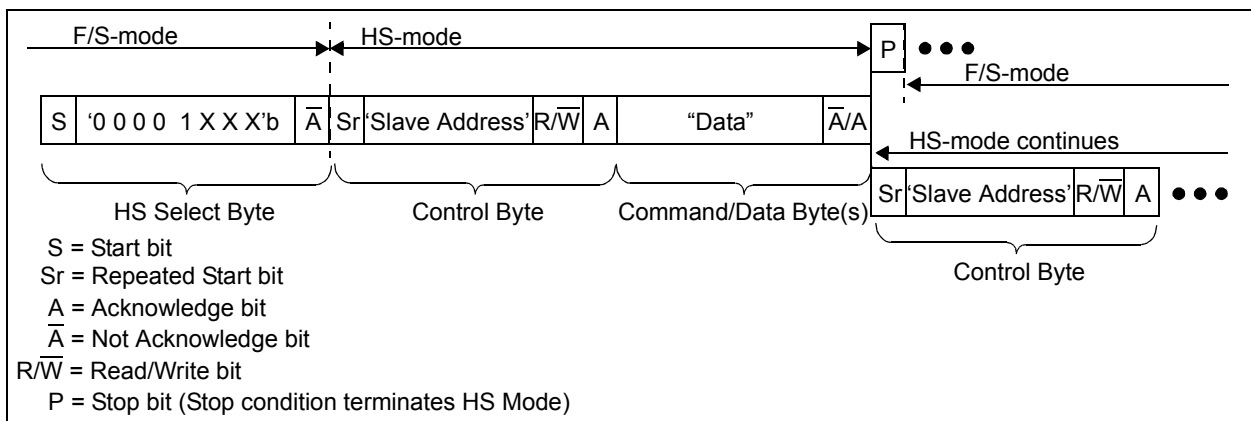 F/S-mode HS-mode
P
F/S-mode
S '0 0 0 0 1 X X X'b A̅ Sr 'Slave Address' R/W̅ A "Data" A̅/A
HS-mode continues
Sr 'Slave Address' R/W̅ A
HS Select Byte Control Byte Command/Data Byte(s)
Control Byte
S = Start bit
Sr = Repeated Start bit
A = Acknowledge bit
A̅ = Not Acknowledge bit
R/W̅ = Read/Write bit
P = Stop bit (Stop condition terminates HS Mode)